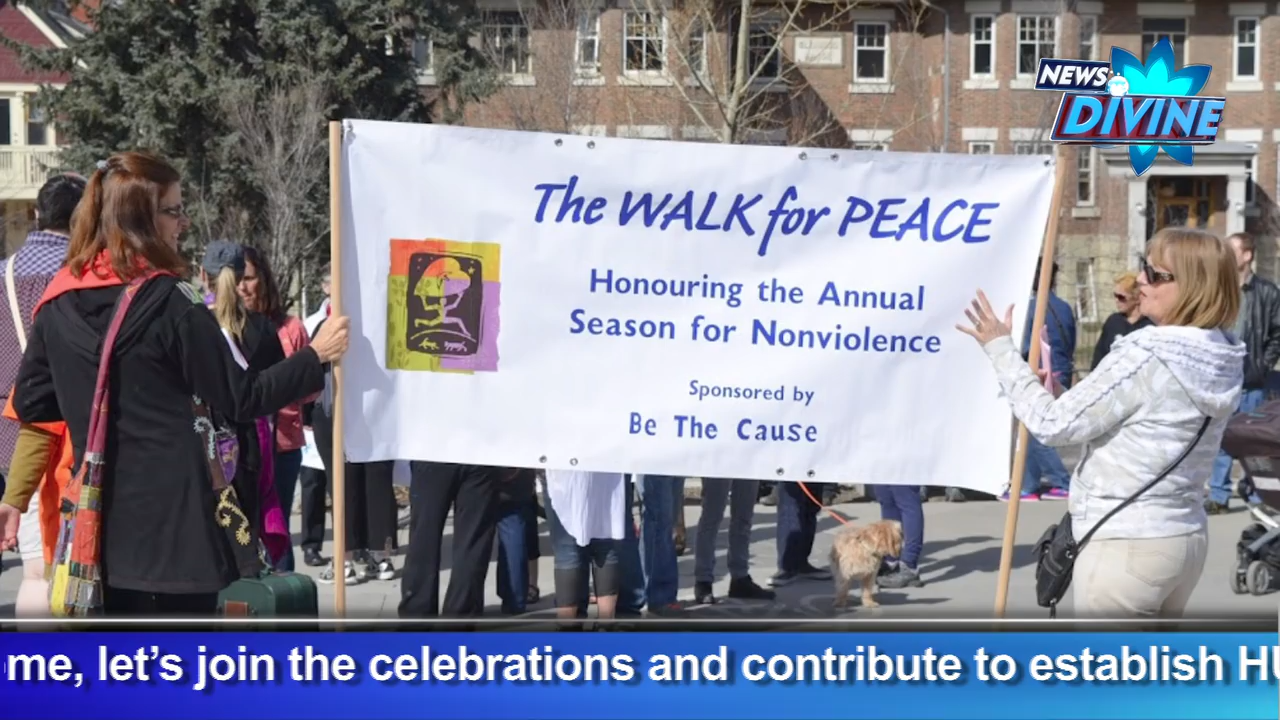 NEWS
DIVINE
The WALK for PEACE
Honouring the Annual
Season for Nonviolence
Sponsored by
Be The Cause
me, let's join the celebrations and contribute to establish HU